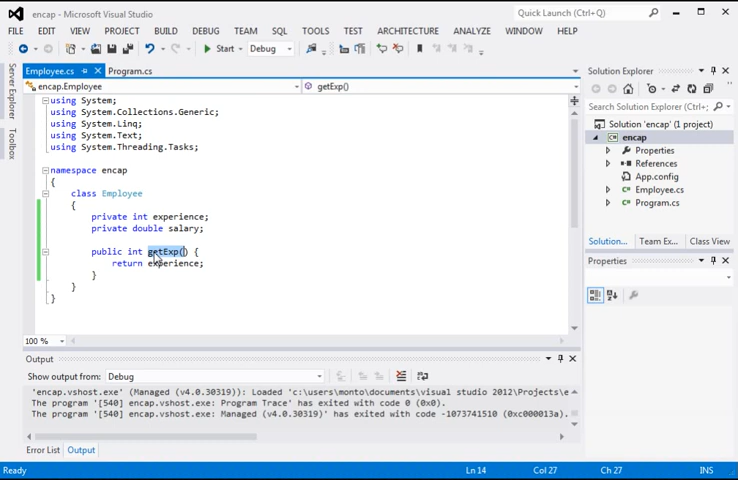 encap - Microsoft Visual Studio
Quick Launch (Ctrl+Q)
FILE EDIT VIEW PROJECT BUILD DEBUG TEAM SQL TOOLS TEST ARCHITECTURE ANALYZE WINDOW HELP
Start Debug
Server Explorer
Toolbox
Employee.cs Program.cs
encap.Employee getExp()
using System;
using System.Collections.Generic;
using System.Linq;
using System.Text;
using System.Threading.Tasks;
namespace encap
{
class Employee
{
private int experience;
private double salary;
public int getExp() {
return experience;
}
}
}
100 %
Output
Show output from: Debug
'encap.vshost.exe' (Managed (v4.0.30319)): Loaded 'c:\users\monto\documents\visual studio 2012\Projects\e
The program '[540] encap.vshost.exe: Program Trace' has exited with code 0 (0x0).
The program '[540] encap.vshost.exe: Managed (v4.0.30319)' has exited with code -1073741510 (0xc000013a).
Error List Output
Solution Explorer
Search Solution Explorer (Ctrl+;)
Solution 'encap' (1 project)
encap
Properties
References
App.config
Employee.cs
Program.cs
Solution... Team Ex... Class View
Properties
Ready Ln 14 Col 27 Ch 27 INS